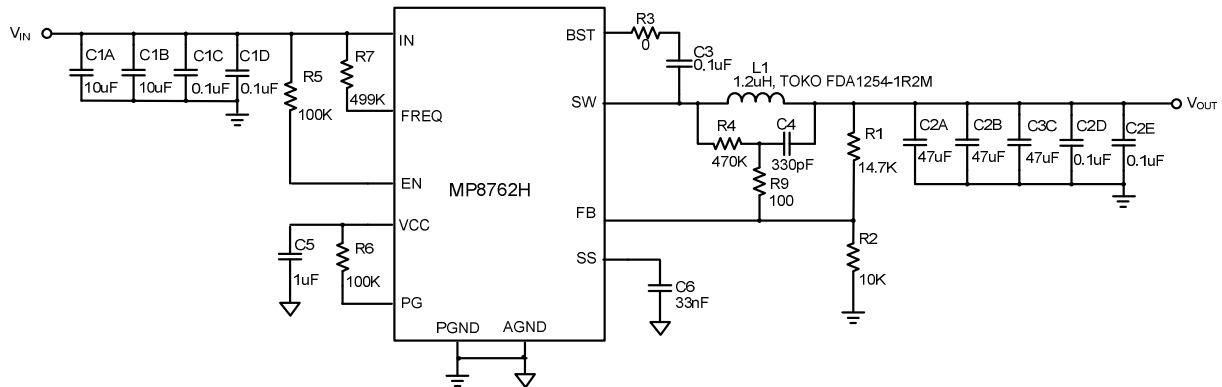 VIN
C1A
10uF
C1B
10uF
C1C
0.1uF
C1D
0.1uF
R5
100K
R7
499K
IN
FREQ
EN
VCC
PG
PGND
AGND
MP8762H
BST
SW
FB
SS
C5
1uF
R6
100K
R3
0
C3
0.1uF
L1
1.2uH, TOKO FDA1254-1R2M
R4
470K
C4
330pF
R9
100
R1
14.7K
R2
10K
C6
33nF
C2A
47uF
C2B
47uF
C3C
47uF
C2D
0.1uF
C2E
0.1uF
VOUT